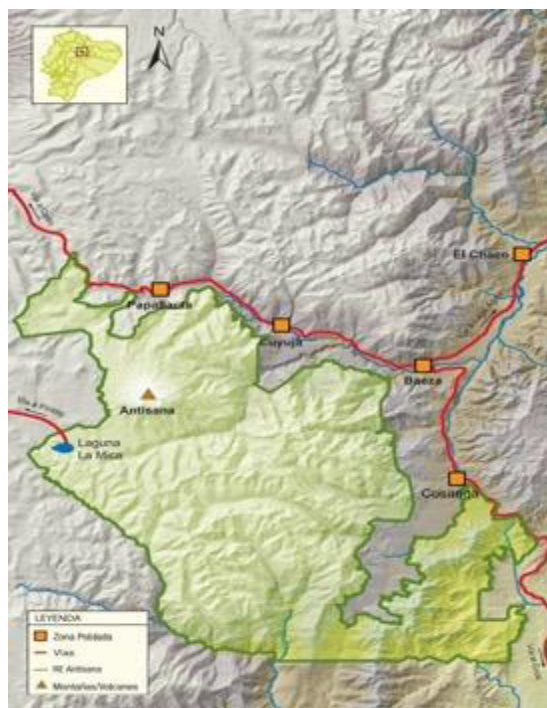 N
El Chaco
Papallacta
Cuyuja
Baeza
Antisana
Laguna
La Mica
Cosanga
LEYENDA
Zona Poblada
Vías
RE Antisana
Montañas/Volcanes